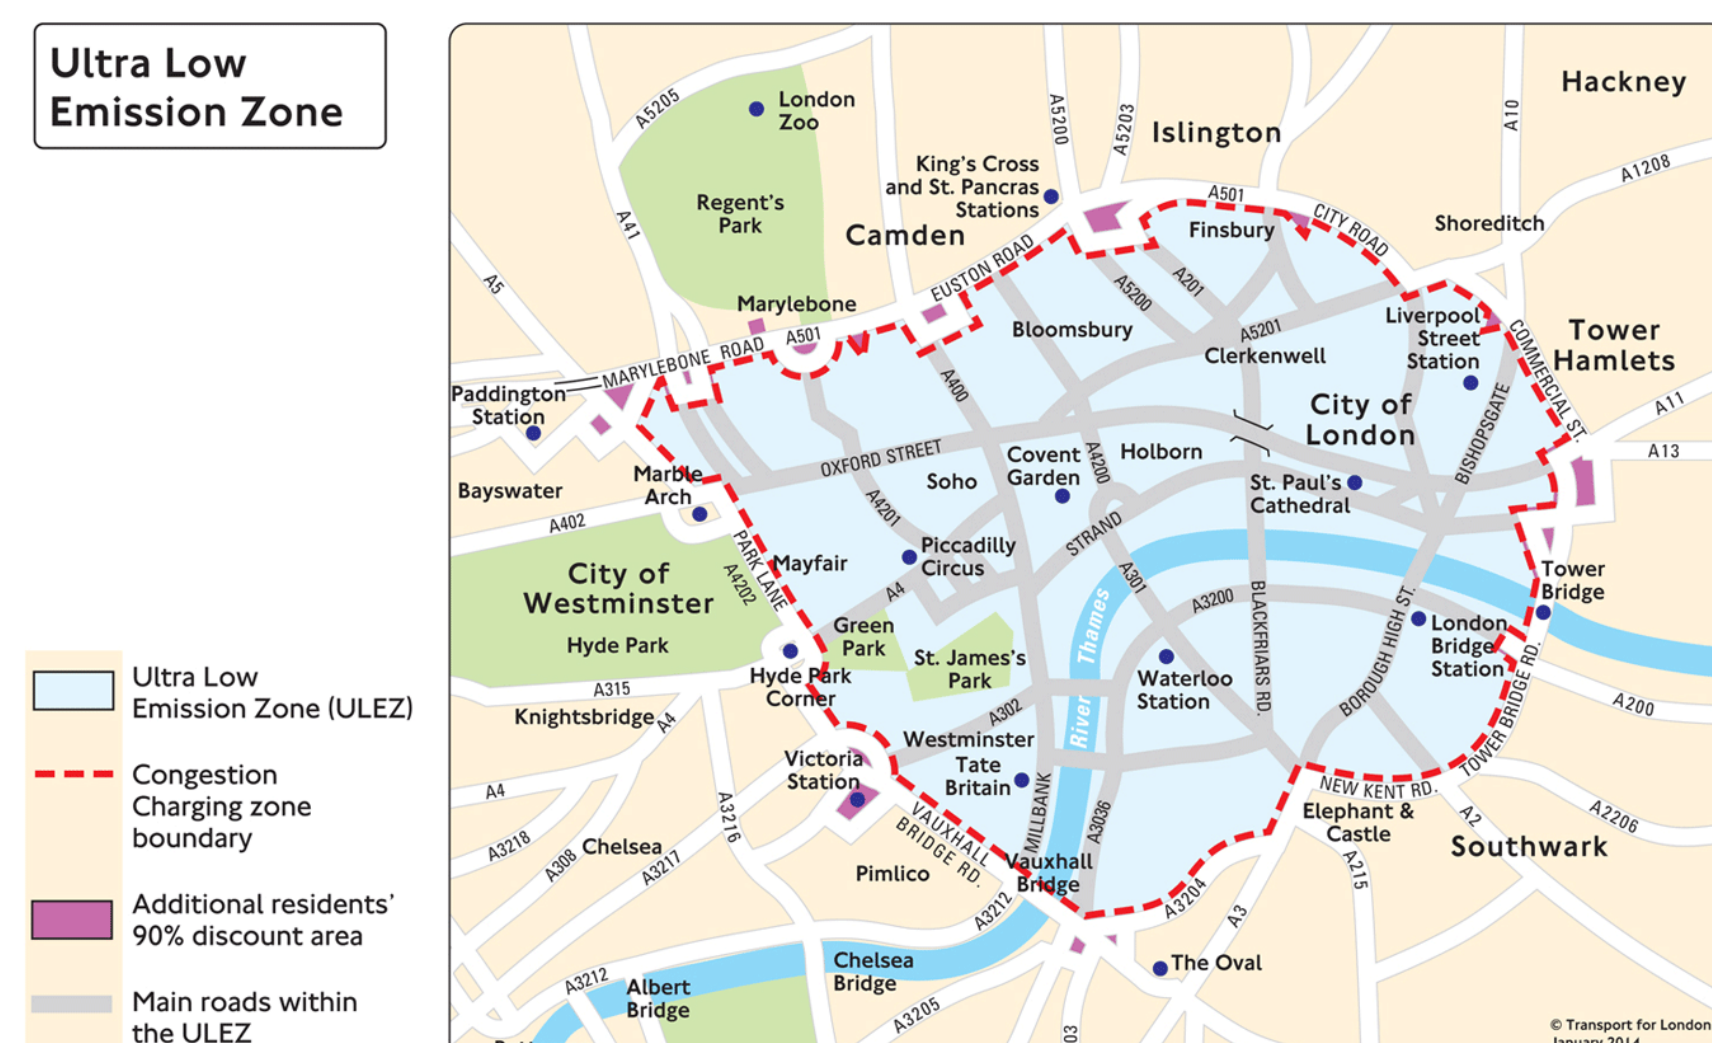 Ultra Low
Emission Zone
London
Zoo
A5205
A5200
A5203
Islington
A10
Hackney
A1208
King's Cross
and St. Pancras
Stations
A501
CITY ROAD
Shoreditch
Regent's
Park
A41
Camden
Finsbury
EUSTON ROAD
A5
A5200
A201
Marylebone
A501
Bloomsbury
A5201
Clerkenwell
Liverpool
Street
Station
COMMERCIAL ST.
Tower
Hamlets
MARYLEBONE ROAD
Paddington
Station
A400
City of
London
BISHOPSGATE
A11
A13
OXFORD STREET
Soho
Covent
Garden
A4200
Holborn
St. Paul's
Cathedral
Marble
Arch
Bayswater
A402
A4201
STRAND
PARK LANE
A4202
Mayfair
Piccadilly
Circus
A4
A301
A3200
BLACKFRIARS RD.
BOROUGH HIGH ST.
Tower
Bridge
City of
Westminster
Hyde Park
Green
Park
St. James's
Park
River Thames
Waterloo
Station
London
Bridge
Station
TOWER BRIDGE RD.
A200
Hyde Park
Corner
A315
Knightsbridge
A4
A302
Westminster
Tate
Britain
Victoria
Station
MILLBANK
A3036
NEW KENT RD.
Elephant &
Castle
A2
A2206
Southwark
A4
A3216
A3218
A308
Chelsea
A3217
VAUXHALL
BRIDGE RD.
Pimlico
Vauxhall
Bridge
A3212
A3204
A3
A215
The Oval
Chelsea
Bridge
A3212
Albert
Bridge
A3205
03
Ultra Low
Emission Zone (ULEZ)
Congestion
Charging zone
boundary
Additional residents'
90% discount area
Main roads within
the ULEZ
© Transport for London
January 2014